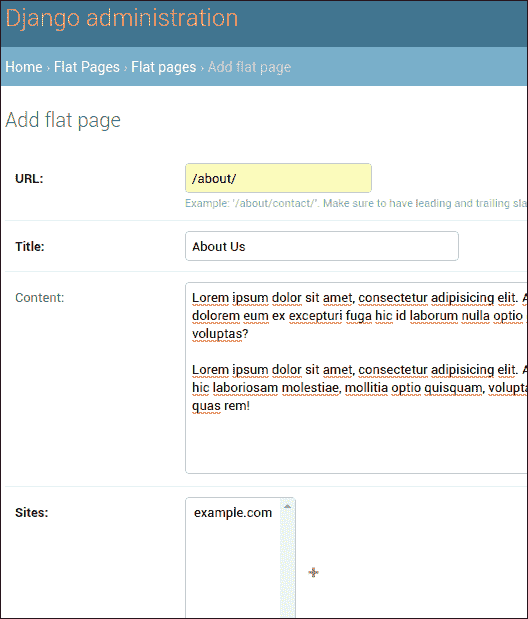 Django administration
Home › Flat Pages › Flat pages › Add flat page
Add flat page
URL:
/about/
Example: '/about/contact/'. Make sure to have leading and trailing
Title:
About Us
Content:
Lorem ipsum dolor sit amet, consectetur adipisicing elit.
dolorem eum ex excepturi fuga hic id laborum nulla optio
voluptas?
Lorem ipsum dolor sit amet, consectetur adipisicing elit.
hic laboriosam molestiae, mollitia optio quisquam,
quas rem!
Sites:
example.com